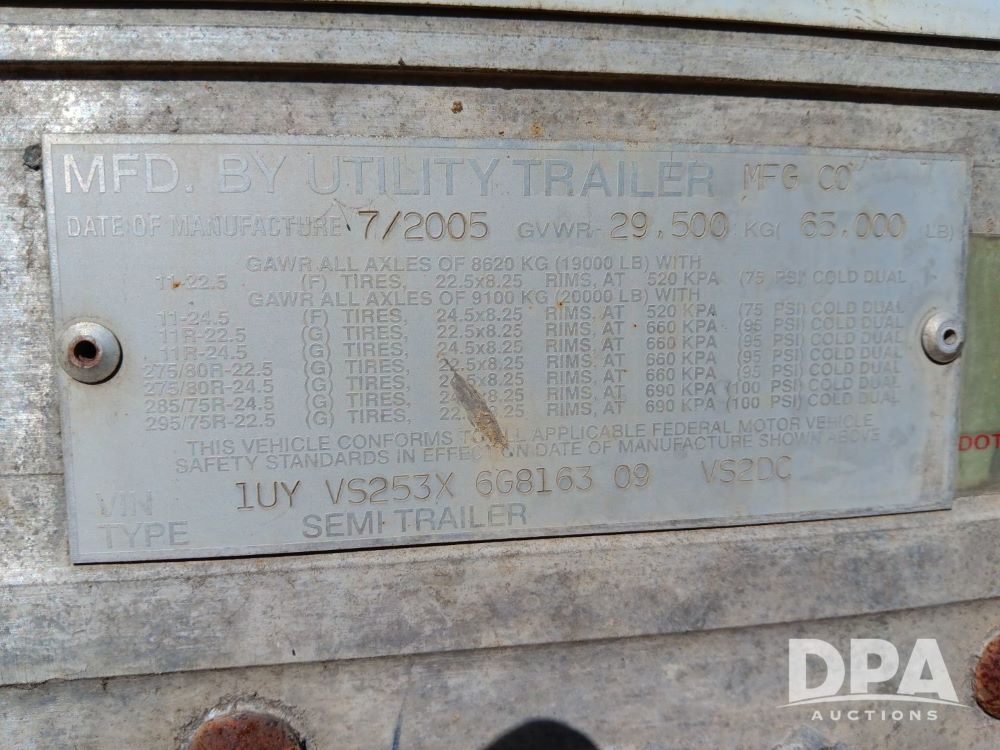 MFD. BY UTILITY TRAILER MFG CO
DATE OF MANUFACTURE 7/2005 GVWR 29,500 KG( 65,000 LB)
GAWR ALL AXLES OF 8620 KG (19000 LB) WITH
11-22.5 (F) TIRES, 22.5x8.25 RIMS, AT 520 KPA (75 PSI) COLD DUAL
GAWR ALL AXLES OF 9100 KG (20000 LB) WITH
11-24.5 (F) TIRES, 24.5x8.25 RIMS, AT 520 KPA (75 PSI) COLD DUAL
11R-22.5 (G) TIRES, 22.5x8.25 RIMS, AT 660 KPA (95 PSI) COLD DUAL
11R-24.5 (G) TIRES, 24.5x8.25 RIMS, AT 660 KPA (95 PSI) COLD DUAL
275/80R-22.5 (G) TIRES, 22.5x8.25 RIMS, AT 660 KPA (95 PSI) COLD DUAL
275/80R-24.5 (G) TIRES, 24.5x8.25 RIMS, AT 660 KPA (95 PSI) COLD DUAL
285/75R-24.5 (G) TIRES, 24.5x8.25 RIMS, AT 690 KPA (100 PSI) COLD DUAL
295/75R-22.5 (G) TIRES, RIMS, AT 690 KPA (100 PSI) COLD DUAL
THIS VEHICLE CONFORMS TO ALL APPLICABLE FEDERAL MOTOR VEHICLE
SAFETY STANDARDS IN EFFECT ON DATE OF MANUFACTURE SHOWN ABOVE
VIN 1UY VS253X 6G8163 09 VS2DC
TYPE SEMI TRAILER
DOT
DPA
AUCTIONS